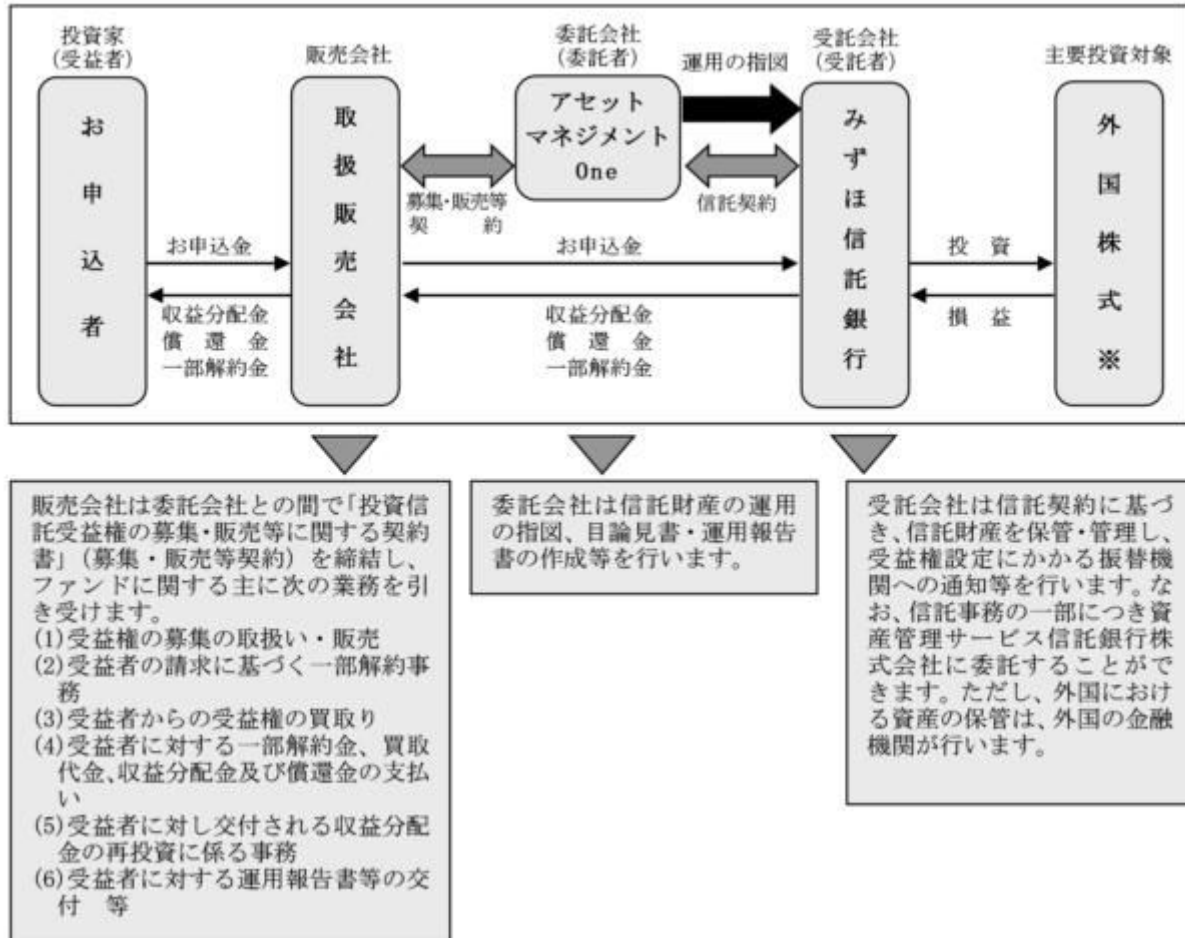 投資家
(受益者)
販売会社
委託会社
(委託者)
運用の指図
受託会社
(受託者)
主要投資対象
お申込者
取扱販売会社
アセット
マネジメント
One
みずほ信託銀行
外国株式※
募集・販売等
契約
信託契約
お申込金
お申込金
投資
収益分配金
償還金
一部解約金
収益分配金
償還金
一部解約金
損益
販売会社は委託会社との間で「投資信
託受益権の募集・販売等に関する契約
書」（募集・販売等契約）を締結し、
ファンドに関する主に次の業務を引
き受けます。
(1)受益権の募集の取扱い・販売
(2)受益者の請求に基づく一部解約事
務
(3)受益者からの受益権の買取り
(4)受益者に対する一部解約金、買取
代金、収益分配金及び償還金の支払
い
(5)受益者に対し交付される収益分配
金の再投資に係る事務
(6)受益者に対する運用報告書等の交
付　等
委託会社は信託財産の運用
の指図、目論見書・運用報告
書の作成等を行います。
受託会社は信託契約に基づ
き、信託財産を保管・管理し、
受益権設定にかかる振替機
関への通知等を行います。な
お、信託事務の一部につき資
産管理サービス信託銀行株
式会社に委託することがで
きます。ただし、外国におけ
る資産の保管は、外国の金融
機関が行います。